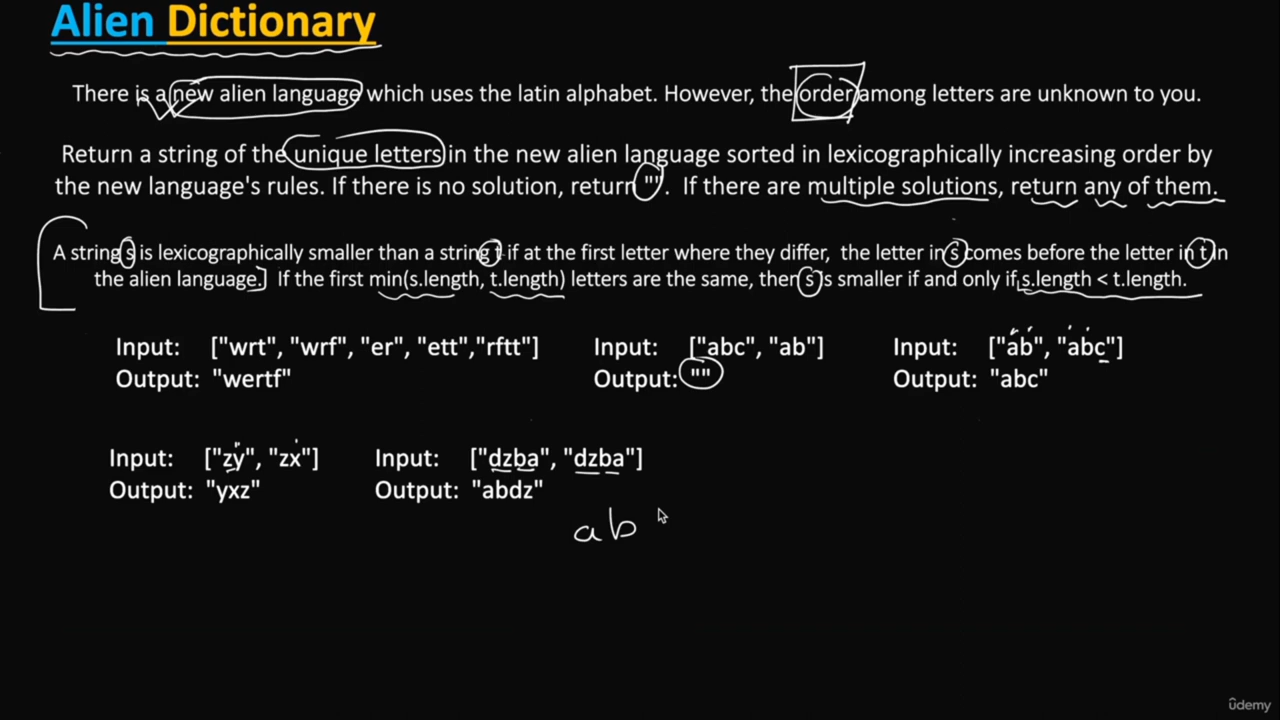 Alien Dictionary
There is a new alien language which uses the latin alphabet. However, the order among letters are unknown to you.
Return a string of the unique letters in the new alien language sorted in lexicographically increasing order by
the new language's rules. If there is no solution, return "". If there are multiple solutions, return any of them.
A string s is lexicographically smaller than a string t if at the first letter where they differ, the letter in s comes before the letter in t in
the alien language. If the first min(s.length, t.length) letters are the same, then s is smaller if and only if s.length < t.length.
Input: ["wrt", "wrf", "er", "ett","rftt"] Input: ["abc", "ab"] Input: ["ab", "abc"]
Output: "wertf" Output: "" Output: "abc"
Input: ["zy", "zx"] Input: ["dzba", "dzba"]
Output: "yxz" Output: "abdz"
ab
ûdemy